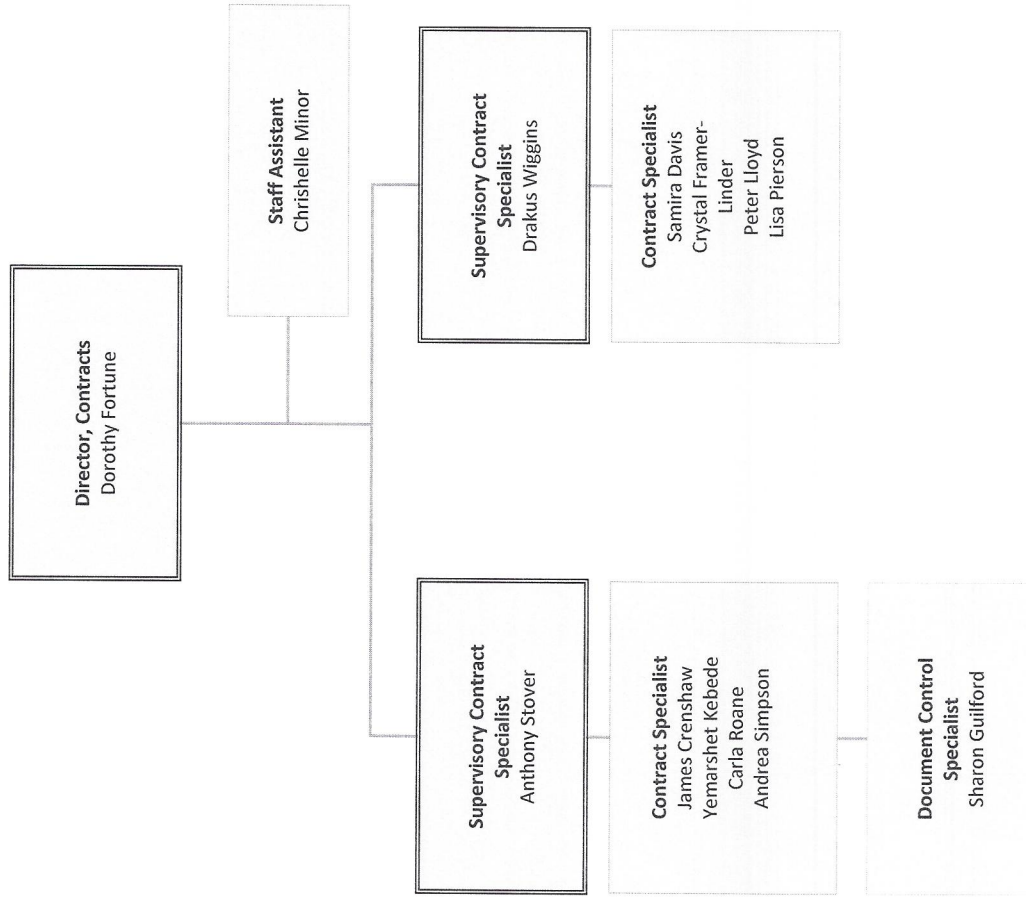 Director, Contracts
Dorothy Fortune
Staff Assistant
Chrishelle Minor
Supervisory Contract
Specialist
Anthony Stover
Supervisory Contract
Specialist
Drakus Wiggins
Contract Specialist
James Crenshaw
Yemarshet Kebede
Carla Roane
Andrea Simpson
Contract Specialist
Samira Davis
Crystal Framer-
Linder
Peter Lloyd
Lisa Pierson
Document Control
Specialist
Sharon Guilford